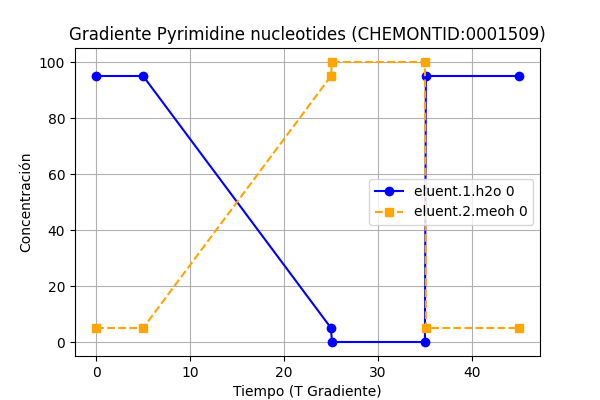 Gradiente Pyrimidine nucleotides (CHEMONTID:0001509)
100
80
60
40
20
0
Concentración
eluent.1.h2o 0
eluent.2.meoh 0
0 10 20 30 40
Tiempo (T Gradiente)